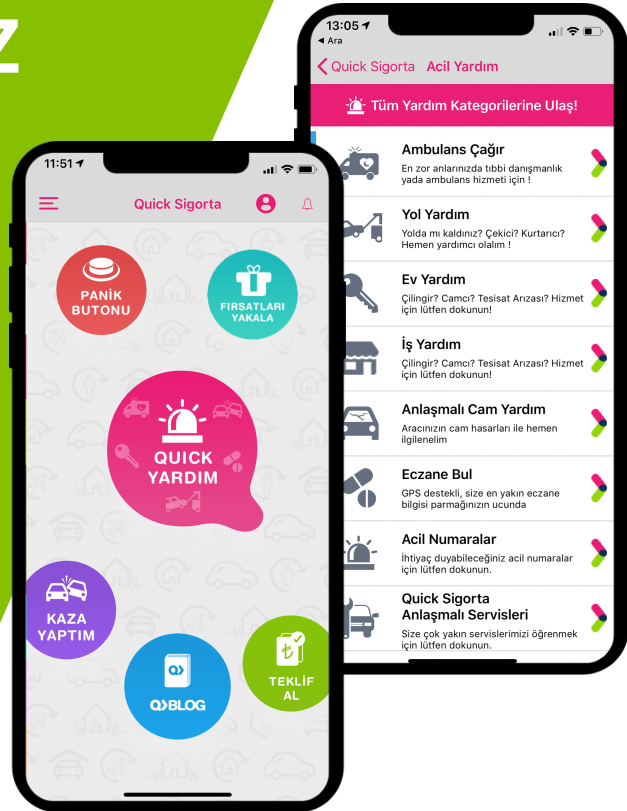 Z
11:51
Quick Sigorta
PANİK
BUTONU
FIRSATLARI
YAKALA
QUICK
YARDIM
KAZA
YAPTIM
Q
QBLOG
₺
TEKLİF
AL
13:05
Ara
Quick Sigorta Acil Yardım
Tüm Yardım Kategorilerine Ulaş!
Ambulans Çağır
En zor anlarınızda tıbbi danışmanlık
yada ambulans hizmeti için !
Yol Yardım
Yolda mı kaldınız? Çekici? Kurtarıcı?
Hemen yardımcı olalım !
Ev Yardım
Çilingir? Camcı? Tesisat Arızası? Hizmet
için lütfen dokunun!
İş Yardım
Çilingir? Camcı? Tesisat Arızası? Hizmet
için lütfen dokunun!
Anlaşmalı Cam Yardım
Aracınızın cam hasarları ile hemen
ilgilenelim
Eczane Bul
GPS destekli, size en yakın eczane
bilgisi parmağınızın ucunda
Acil Numaralar
İhtiyaç duyabileceğiniz acil numaralar
için lütfen dokunun.
Quick Sigorta
Anlaşmalı Servisleri
Size çok yakın servislerimizi öğrenmek
için lütfen dokunun.